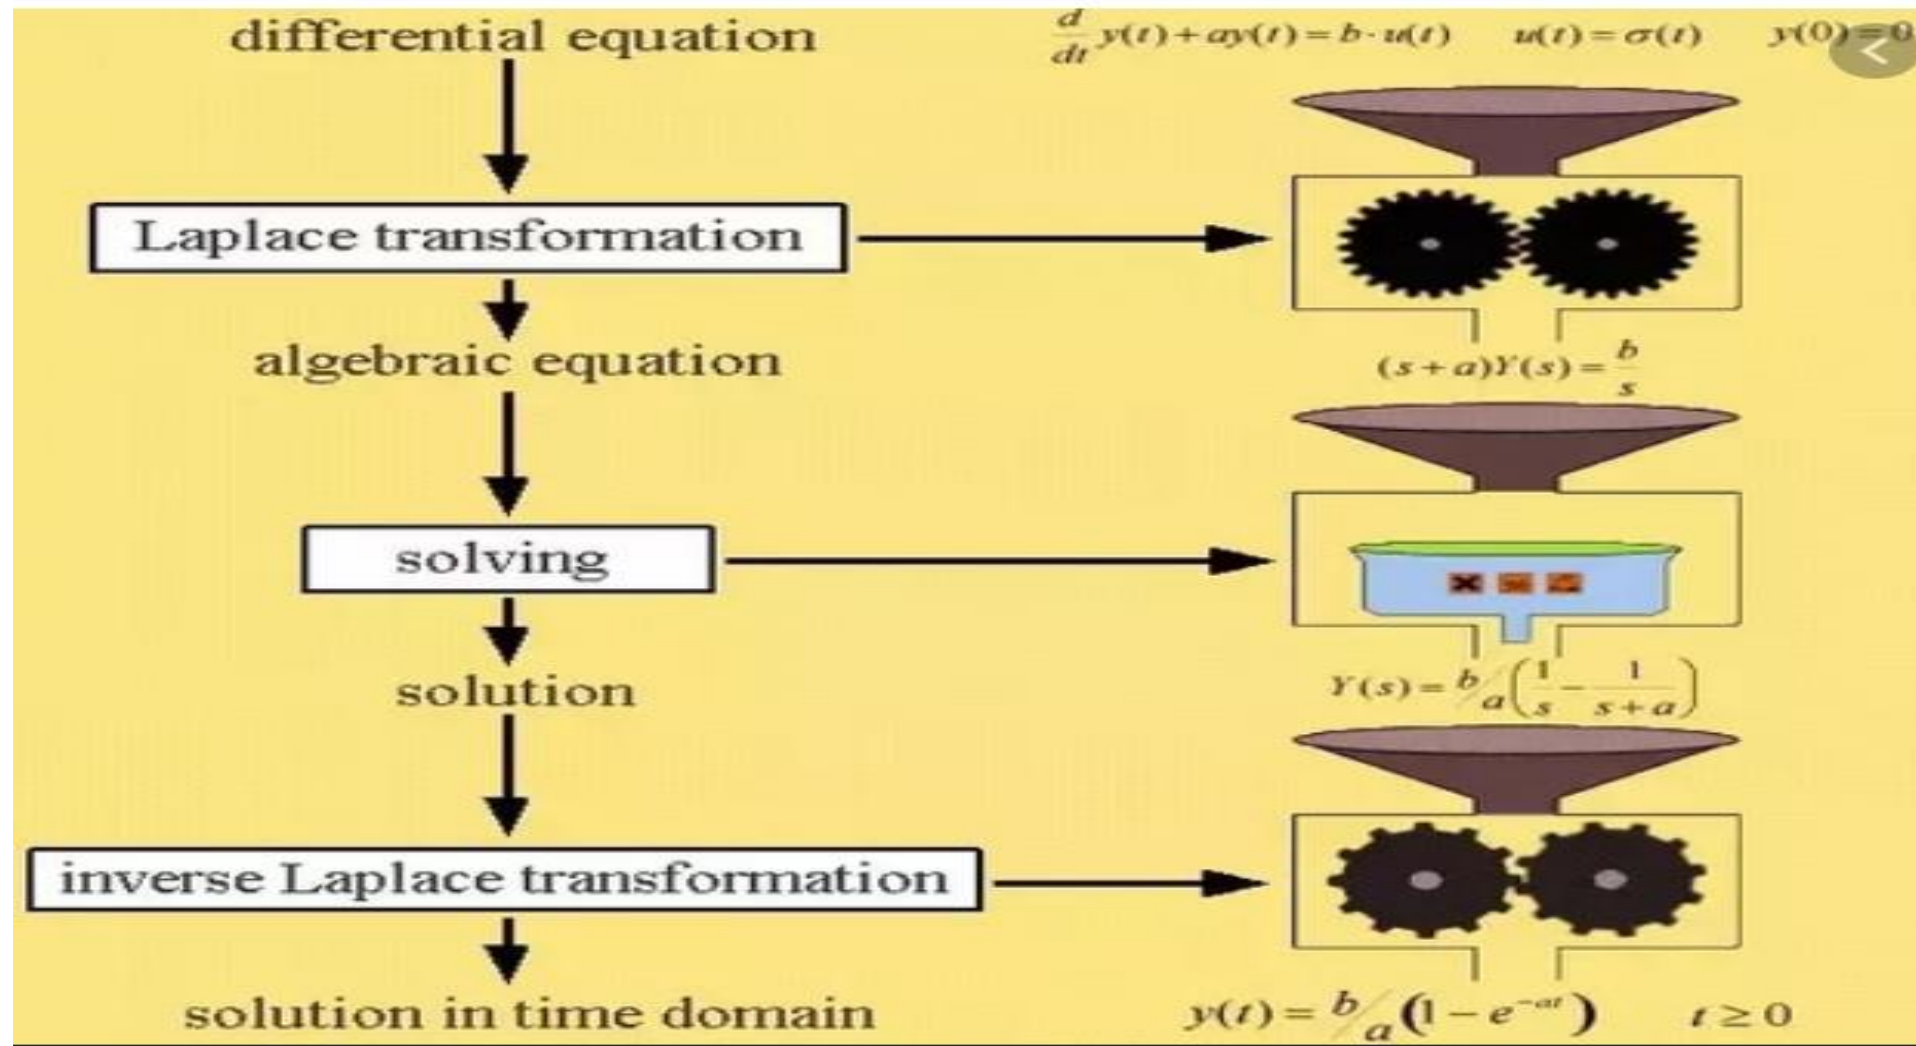 differential equation
d/dt y(t) + ay(t) = b · u(t) u(t) = σ(t) y(0) = 0
Laplace transformation
algebraic equation
(s + a)Y(s) = b/s
solving
solution
Y(s) = b/a (1/s − 1/(s + a))
inverse Laplace transformation
solution in time domain
y(t) = b/a (1 − e^−at) t ≥ 0